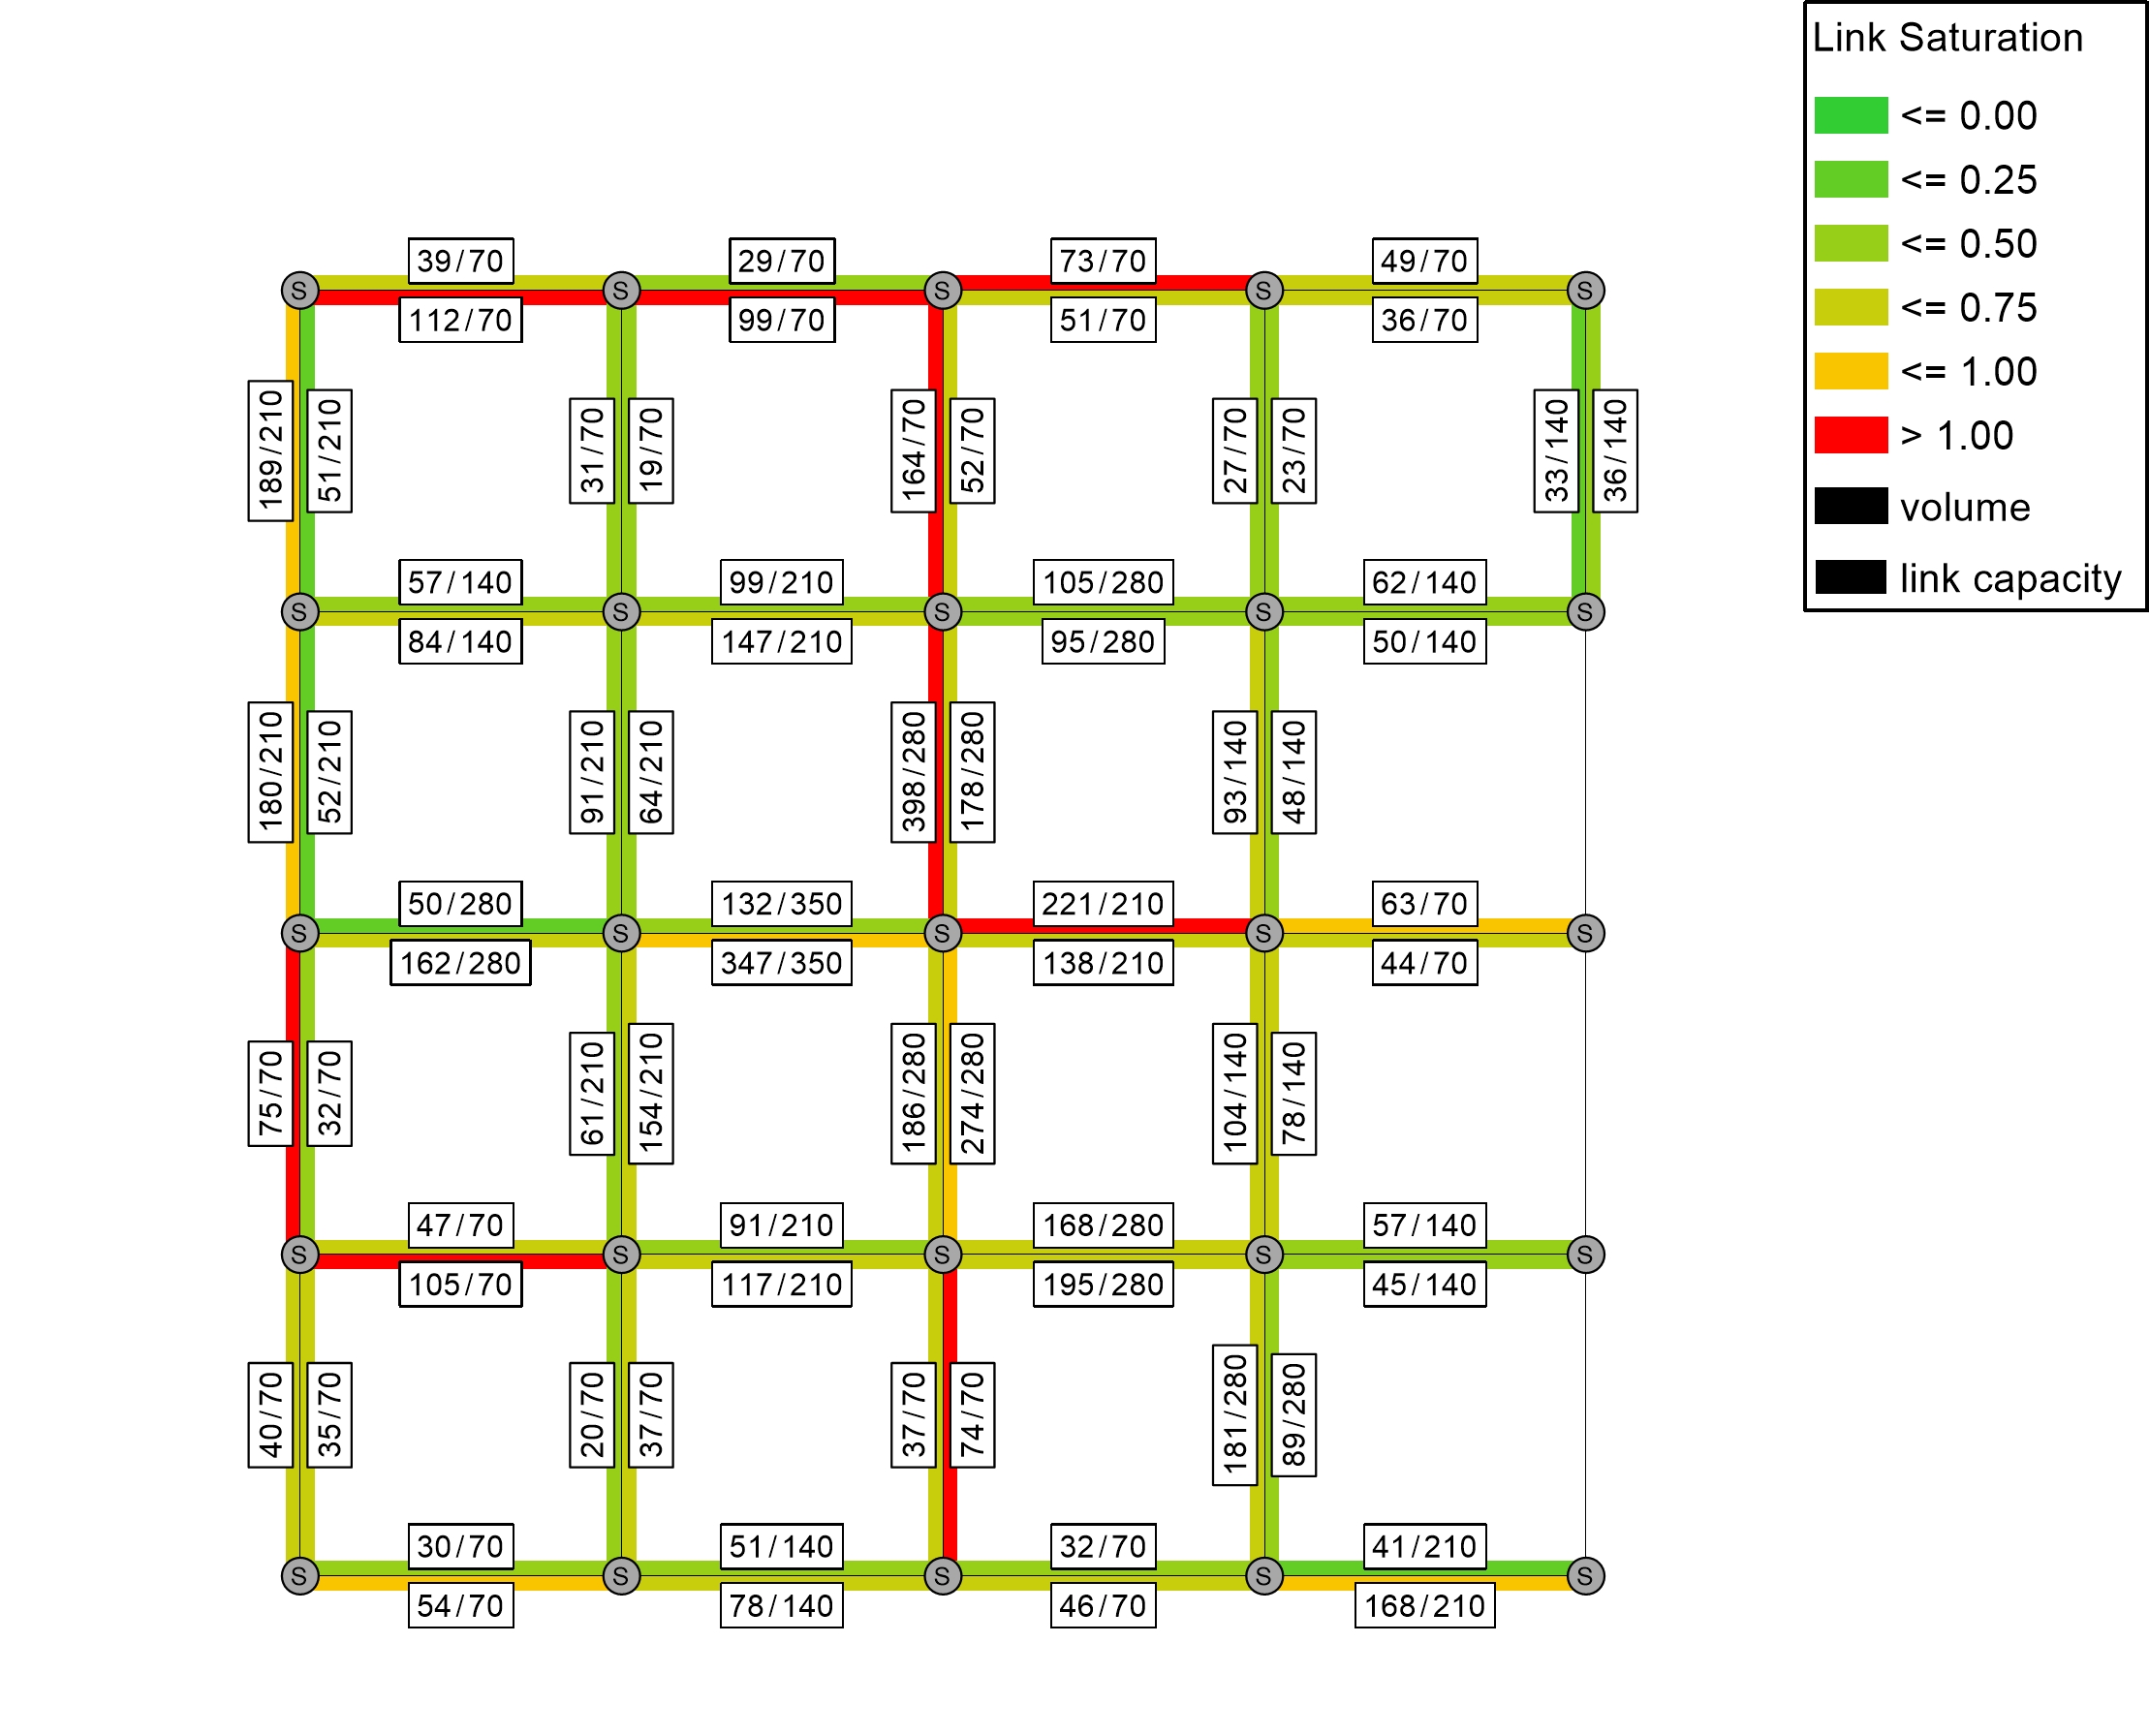 Link Saturation
<= 0.00
<= 0.25
<= 0.50
<= 0.75
<= 1.00
> 1.00
volume
link capacity
39/70 29/70 73/70 49/70
S S S S S
112/70 99/70 51/70 36/70
189/210 51/210 31/70 19/70 164/70 52/70 27/70 23/70 33/140 36/140
57/140 99/210 105/280 62/140
S S S S S
84/140 147/210 95/280 50/140
180/210 52/210 91/210 64/210 398/280 178/280 93/140 48/140
50/280 132/350 221/210 63/70
S S S S S
162/280 347/350 138/210 44/70
75/70 32/70 61/210 154/210 186/280 274/280 104/140 78/140
47/70 91/210 168/280 57/140
S S S S S
105/70 117/210 195/280 45/140
40/70 35/70 20/70 37/70 37/70 74/70 181/280 89/280
30/70 51/140 32/70 41/210
S S S S S
54/70 78/140 46/70 168/210